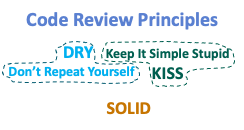 Code Review Principles
DRY Keep It Simple Stupid
Don't Repeat Yourself KISS
SOLID